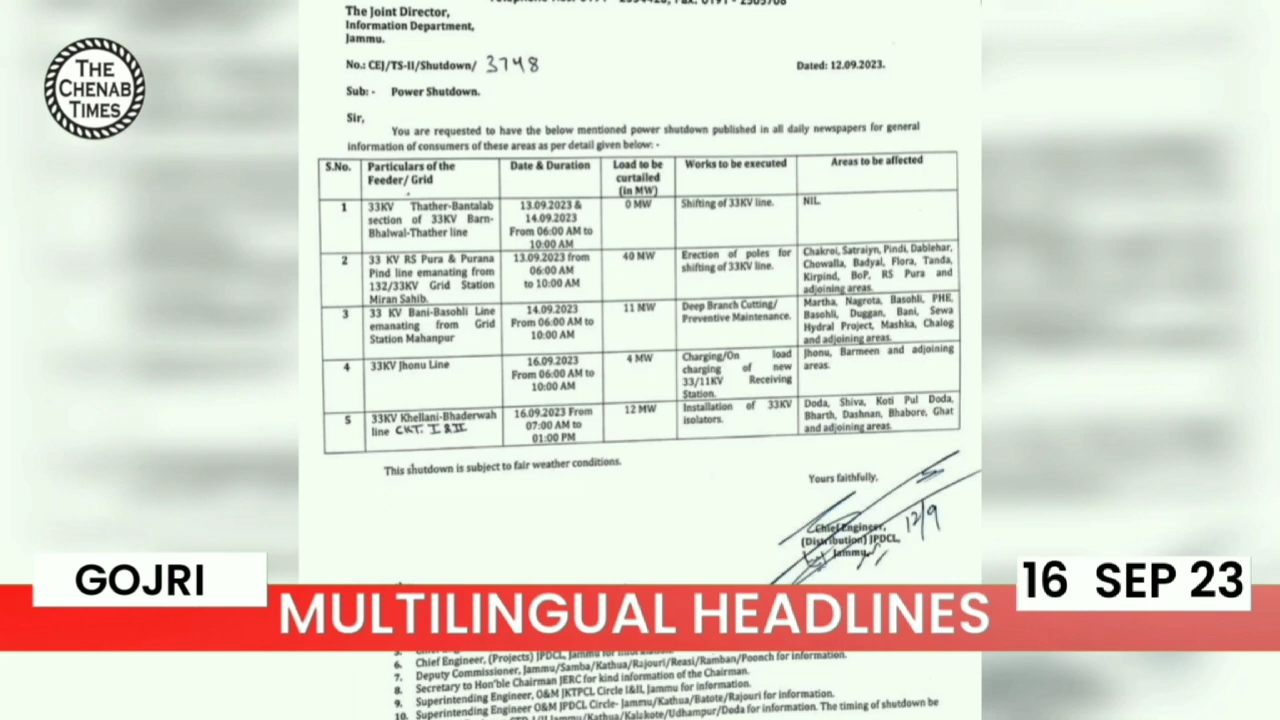 The Joint Director,
Information Department,
Jammu.
No.: CEJ/TS-II/Shutdown/ 3748
Dated: 12.09.2023.
Sub: - Power Shutdown.
Sir,
You are requested to have the below mentioned power shutdown published in all daily newspapers for general
information of consumers of these areas as per detail given below: -
S.No.
Particulars of the
Feeder/ Grid
Date & Duration
Load to be
curtailed
(in MW)
Works to be executed
Areas to be affected
1
33KV Thather-Bantalab
section of 33KV Barn-
Bhalwal-Thather line
13.09.2023 &
14.09.2023
From 06:00 AM to
10:00 AM
0 MW
Shifting of 33KV line.
NIL
2
33 KV RS Pura & Purana
Pind line emanating from
132/33KV Grid Station
Miran Sahib.
13.09.2023 from
06:00 AM
to 10:00 AM
40 MW
Erection of poles for
shifting of 33KV line.
Chakroi, Satraiyn, Pindi, Dablehar,
Chowalla, Badyal, Flora, Tanda,
Kirpind, BoP, RS Pura and
adjoining areas.
3
33 KV Bani-Basohli Line
emanating from Grid
Station Mahanpur
14.09.2023
From 06:00 AM to
10:00 AM
11 MW
Deep Branch Cutting/
Preventive Maintenance.
Martha, Nagrota, Basohli, PHE,
Basohli, Duggan, Bani, Sewa
Hydral Project, Mashka, Chalog
and adjoining areas.
4
33KV Jhonu Line
16.09.2023
From 06:00 AM to
10:00 AM
4 MW
Charging/On load
charging of new
33/11KV Receiving
Station.
Jhonu, Barmeen and adjoining
areas.
5
33KV Khellani-Bhaderwah
line CKT. I & II
16.09.2023 From
07:00 AM to
01:00 PM
12 MW
Installation of 33KV
isolators.
Doda, Shiva, Koti Pul Doda,
Bharth, Dashnan, Bhabore, Ghat
and adjoining areas.
This shutdown is subject to fair weather conditions.
Yours faithfully,
Chief Engineer,
(Distribution) JPDCL,
Jammu.
12/9
6. Chief Engineer, (Projects) JPDCL, Jammu for information.
7. Deputy Commissioner, Jammu/Samba/Kathua/Rajouri/Reasi/Ramban/Poonch for information.
8. Secretary to Hon'ble Chairman JERC for kind information of the Chairman.
9. Superintending Engineer, O&M JKTPCL Circle I&II, Jammu for information.
10. Superintending Engineer O&M JPDCL Circle- Jammu/Kathua/Batote/Rajouri for information.
Jammu/Kathua/Kalakote/Udhampur/Doda for information. The timing of shutdown be
THE
CHENAB
TIMES
GOJRI
16 SEP 23
MULTILINGUAL HEADLINES